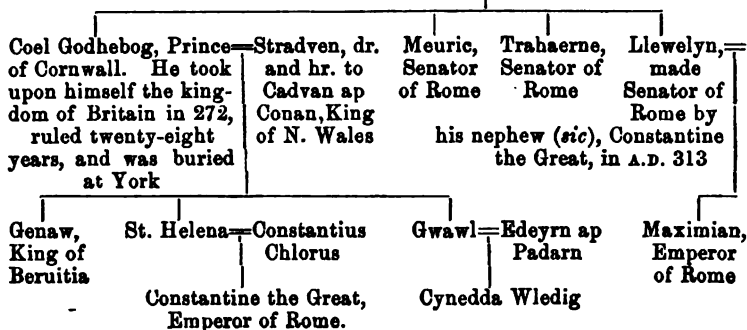 Coel Godhebog, Prince=Stradven, dr.
of Cornwall. He took
upon himself the king-
dom of Britain in 272,
ruled twenty-eight
years, and was buried
at York
and hr. to
Cadvan ap
Conan, King
of N. Wales
Meuric,
Senator
of Rome
Trahaerne,
Senator of
Rome
Llewelyn,=
made
Senator of
Rome by
his nephew (sic), Constantine
the Great, in A.D. 313
Genaw,
King of
Beruitia
St. Helena=Constantius
Chlorus
Gwawl=Edeyrn ap
Padarn
Maximian,
Emperor
of Rome
Constantine the Great,
Emperor of Rome.
Cynedda Wledig